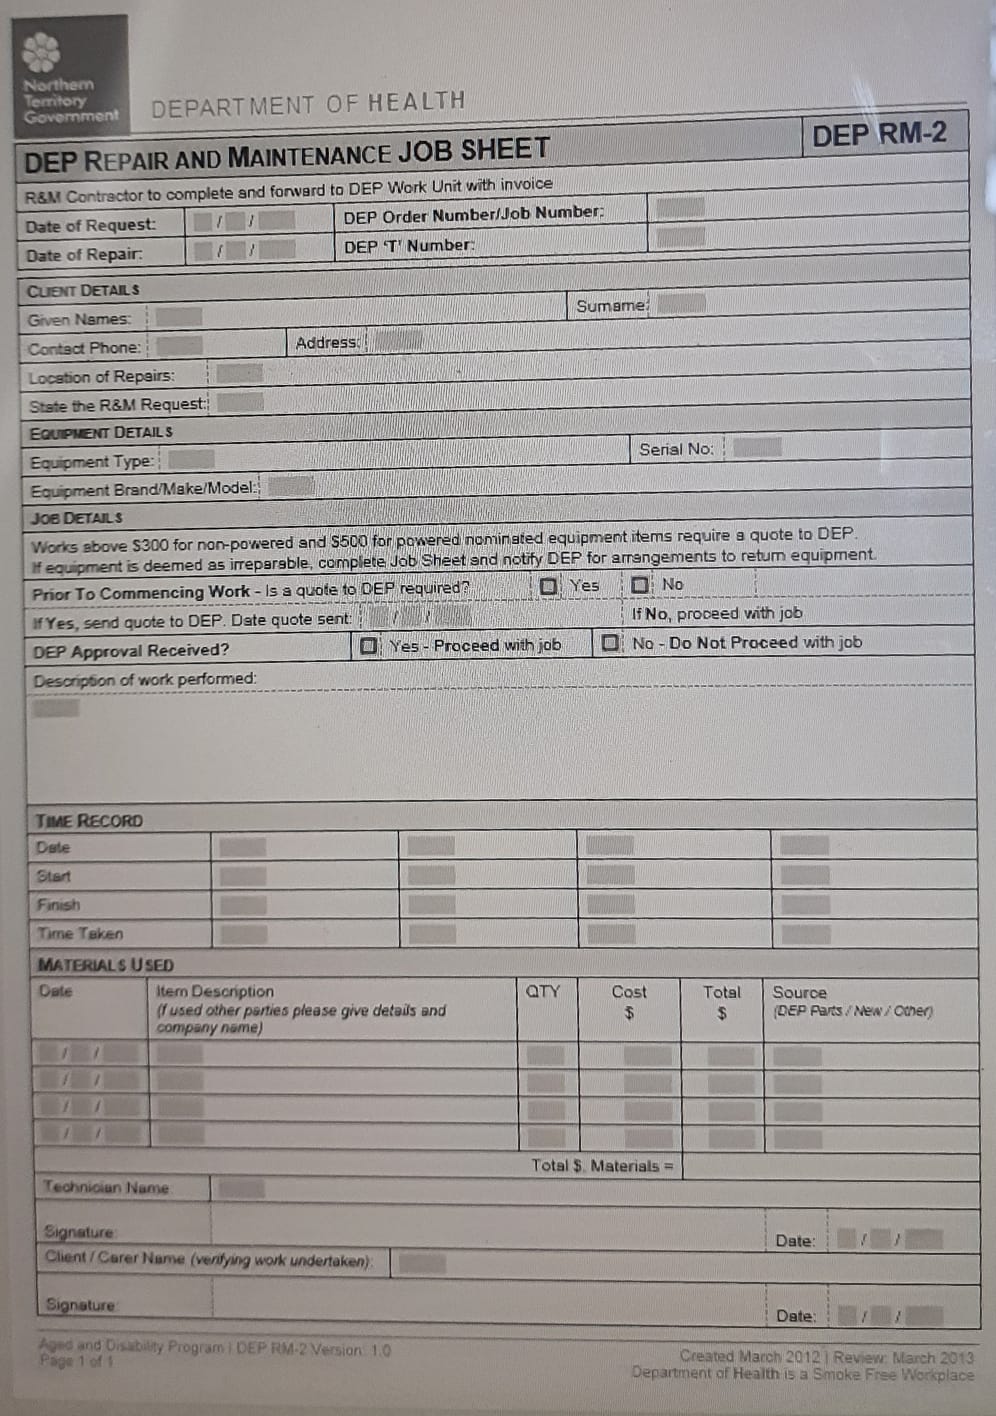 Northern
Territory
Government
DEPARTMENT OF HEALTH
DEP REPAIR AND MAINTENANCE JOB SHEET DEP RM-2
R&M Contractor to complete and forward to DEP Work Unit with invoice
Date of Request: / / DEP Order Number/Job Number:
Date of Repair: / / DEP 'T' Number:
CLIENT DETAILS
Given Names: Surname:
Contact Phone: Address:
Location of Repairs:
State the R&M Request:
EQUIPMENT DETAILS
Equipment Type: Serial No:
Equipment Brand/Make/Model:
JOB DETAILS
Works above $300 for non-powered and $500 for powered nominated equipment items require a quote to DEP.
If equipment is deemed as irreparable, complete Job Sheet and notify DEP for arrangements to return equipment.
Prior To Commencing Work - Is a quote to DEP required? Yes No
If Yes, send quote to DEP. Date quote sent: / / If No, proceed with job
DEP Approval Received? Yes - Proceed with job No - Do Not Proceed with job
Description of work performed:
TIME RECORD
Date
Start
Finish
Time Taken
MATERIALS USED
Date Item Description QTY Cost Total Source
(if used other parties please give details and $ $ (DEP Parts / New / Other)
company name)
/ /
/ /
/ /
/ /
Total $ Materials =
Technician Name
Signature: Date: / /
Client / Carer Name (verifying work undertaken):
Signature: Date: / /
Aged and Disability Program | DEP RM-2 Version: 1.0
Page 1 of 1
Created March 2012 | Review: March 2013
Department of Health is a Smoke Free Workplace